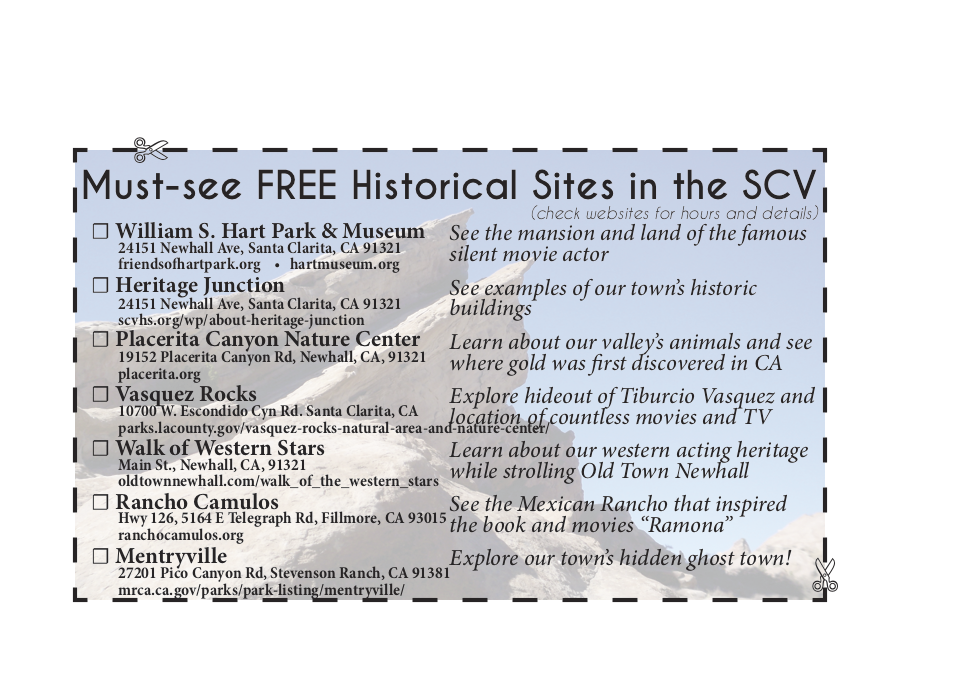 Must-see FREE Historical Sites in the SCV
(check websites for hours and details)
☐ William S. Hart Park & Museum
24151 Newhall Ave, Santa Clarita, CA 91321
friendsofhartpark.org • hartmuseum.org
See the mansion and land of the famous
silent movie actor
☐ Heritage Junction
24151 Newhall Ave, Santa Clarita, CA 91321
scvhs.org/wp/about-heritage-junction
See examples of our town's historic
buildings
☐ Placerita Canyon Nature Center
19152 Placerita Canyon Rd, Newhall, CA, 91321
placerita.org
Learn about our valley's animals and see
where gold was first discovered in CA
☐ Vasquez Rocks
10700 W. Escondido Cyn Rd. Santa Clarita, CA
parks.lacounty.gov/vasquez-rocks-natural-area-and-nature-center/
Explore hideout of Tiburcio Vasquez and
location of countless movies and TV
☐ Walk of Western Stars
Main St., Newhall, CA, 91321
oldtownnewhall.com/walk_of_the_western_stars
Learn about our western acting heritage
while strolling Old Town Newhall
☐ Rancho Camulos
Hwy 126, 5164 E Telegraph Rd, Fillmore, CA 93015
ranchocamulos.org
See the Mexican Rancho that inspired
the book and movies “Ramona”
☐ Mentryville
27201 Pico Canyon Rd, Stevenson Ranch, CA 91381
mrca.ca.gov/parks/park-listing/mentryville/
Explore our town's hidden ghost town!